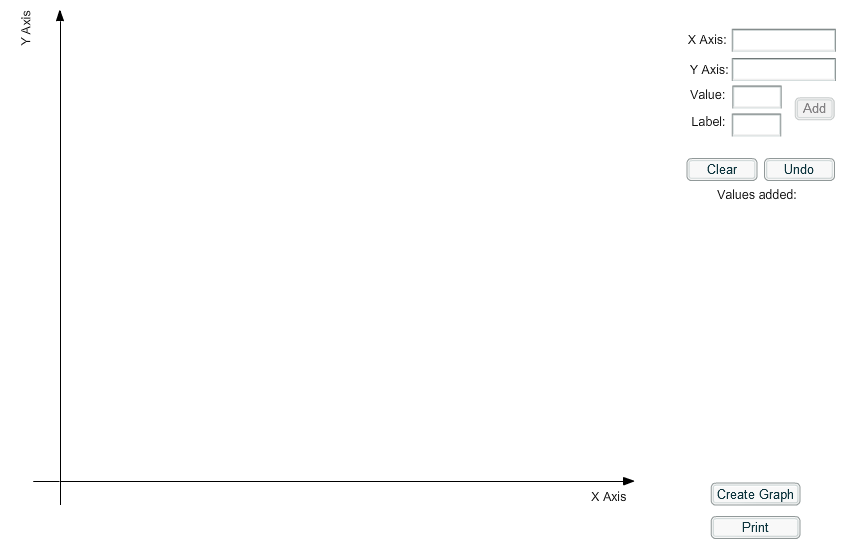 Y Axis
X Axis:
Y Axis:
Value:
Label:
Add
Clear
Undo
Values added:
X Axis
Create Graph
Print